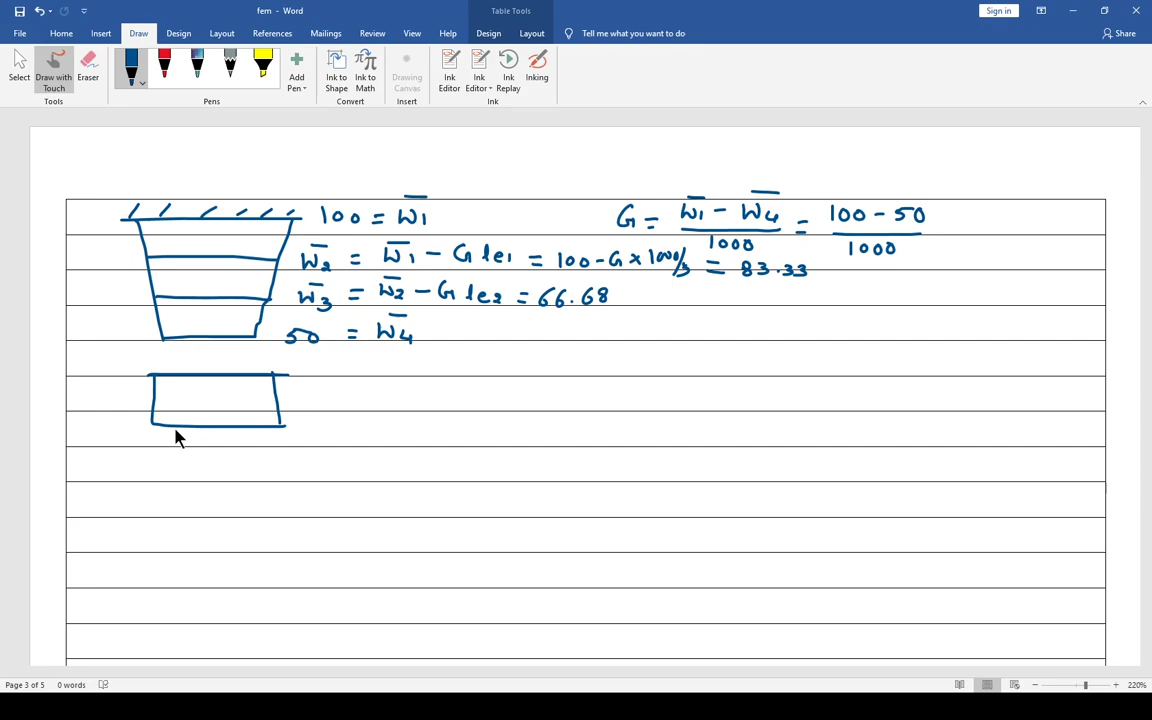 fem - Word
Table Tools
Sign in
File Home Insert Draw Design Layout References Mailings Review View Help Design Layout Tell me what you want to do Share
Select
Draw with Touch
Eraser
Add Pen
Ink to Shape
Ink to Math
Drawing Canvas
Ink Editor
Ink Editor
Ink Replay
Inking
Tools Pens Convert Insert Ink
100 = W̅1
G = (W̅1 - W̅4)/1000 = (100 - 50)/1000
W̅2 = W̅1 - G le1 = 100 - G × 1000/3 = 83.33
W̅3 = W̅2 - G le2 = 66.68
50 = W̅4
Page 3 of 5 0 words 220%